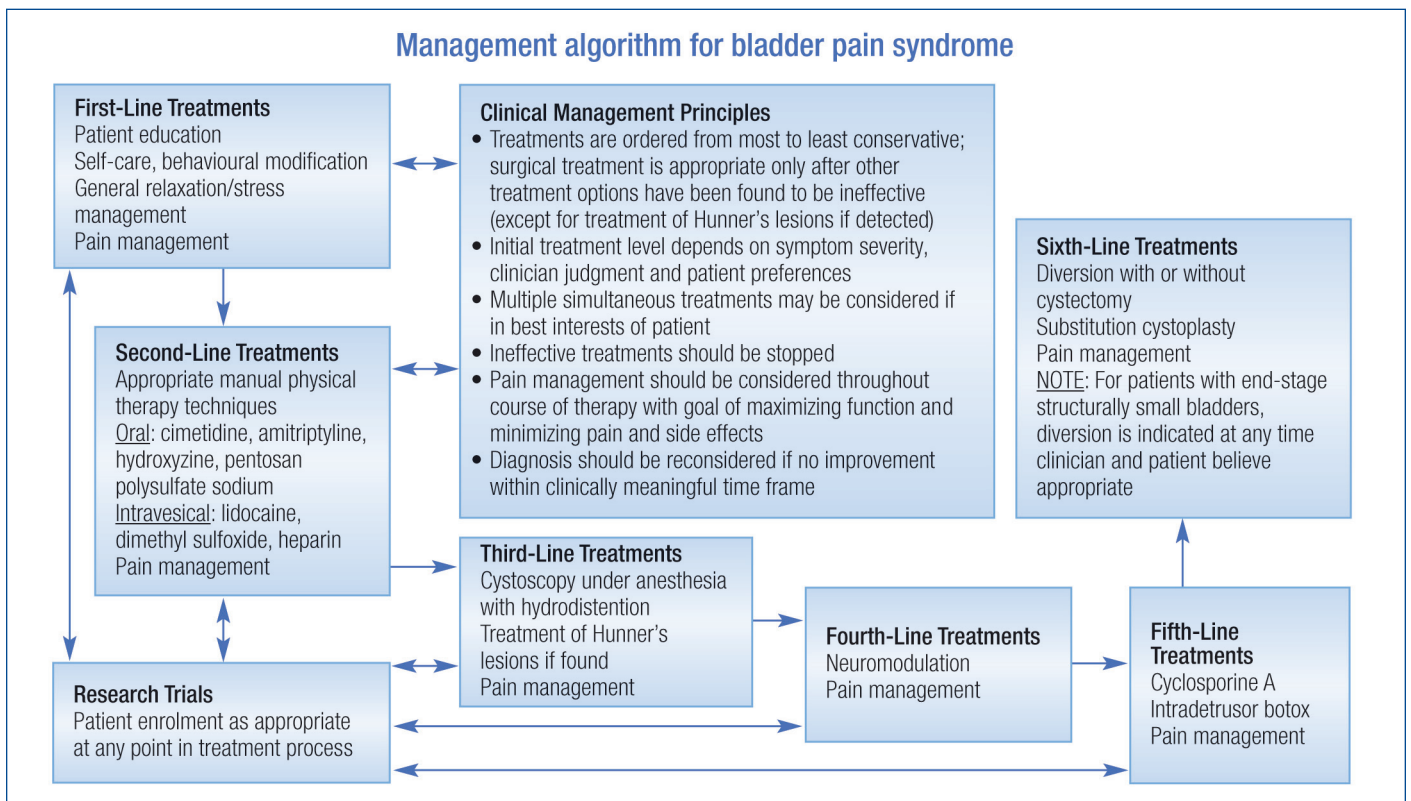 Management algorithm for bladder pain syndrome
First-Line Treatments
Patient education
Self-care, behavioural modification
General relaxation/stress
management
Pain management
Clinical Management Principles
• Treatments are ordered from most to least conservative;
surgical treatment is appropriate only after other
treatment options have been found to be ineffective
(except for treatment of Hunner’s lesions if detected)
• Initial treatment level depends on symptom severity,
clinician judgment and patient preferences
• Multiple simultaneous treatments may be considered if
in best interests of patient
• Ineffective treatments should be stopped
• Pain management should be considered throughout
course of therapy with goal of maximizing function and
minimizing pain and side effects
• Diagnosis should be reconsidered if no improvement
within clinically meaningful time frame
Second-Line Treatments
Appropriate manual physical
therapy techniques
Oral: cimetidine, amitriptyline,
hydroxyzine, pentosan
polysulfate sodium
Intravesical: lidocaine,
dimethyl sulfoxide, heparin
Pain management
Third-Line Treatments
Cystoscopy under anesthesia
with hydrodistention
Treatment of Hunner’s
lesions if found
Pain management
Fourth-Line Treatments
Neuromodulation
Pain management
Fifth-Line
Treatments
Cyclosporine A
Intradetrusor botox
Pain management
Sixth-Line Treatments
Diversion with or without
cystectomy
Substitution cystoplasty
Pain management
NOTE: For patients with end-stage
structurally small bladders,
diversion is indicated at any time
clinician and patient believe
appropriate
Research Trials
Patient enrolment as appropriate
at any point in treatment process